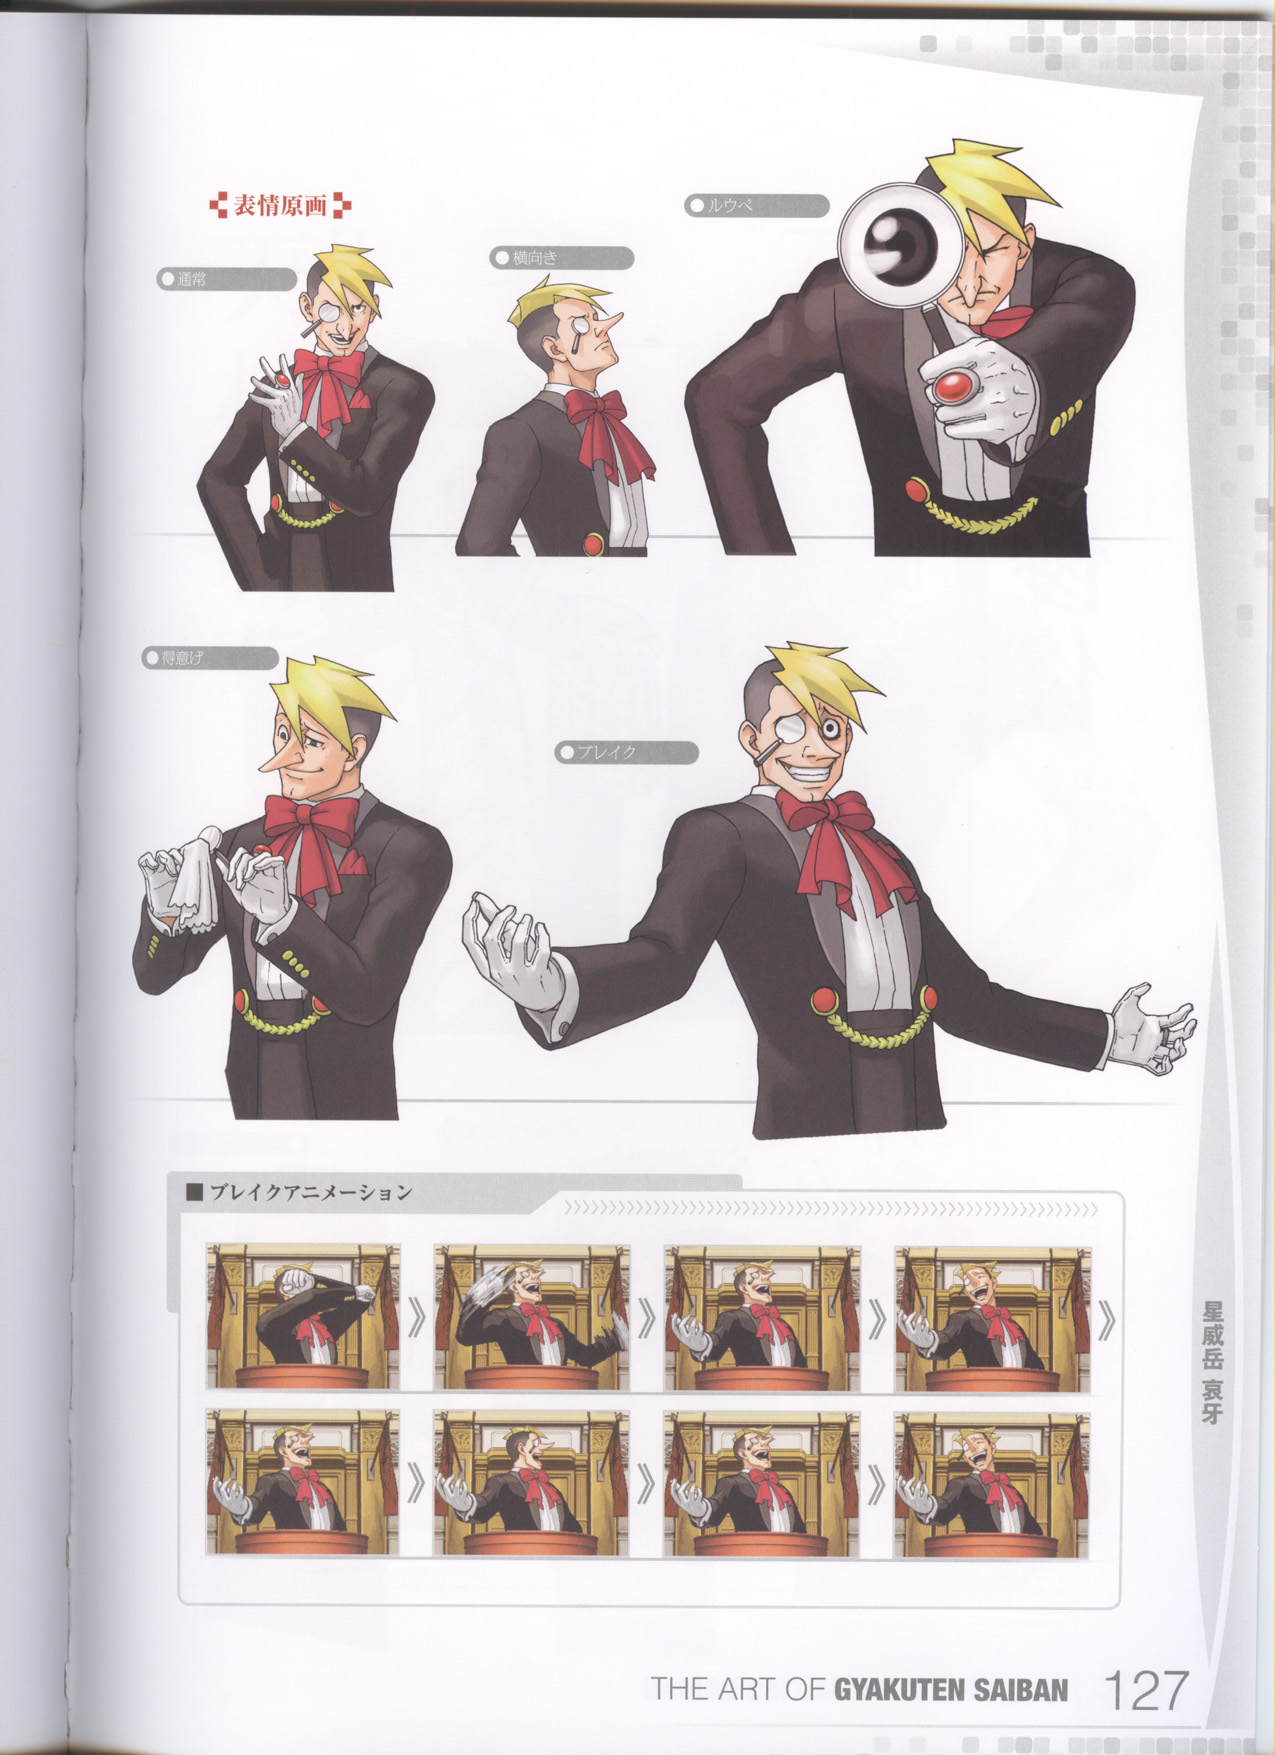 表情原画
通常
横向き
ルウペ
得意げ
ブレイク
■ブレイクアニメーション
星威岳 哀牙
THE ART OF GYAKUTEN SAIBAN 127